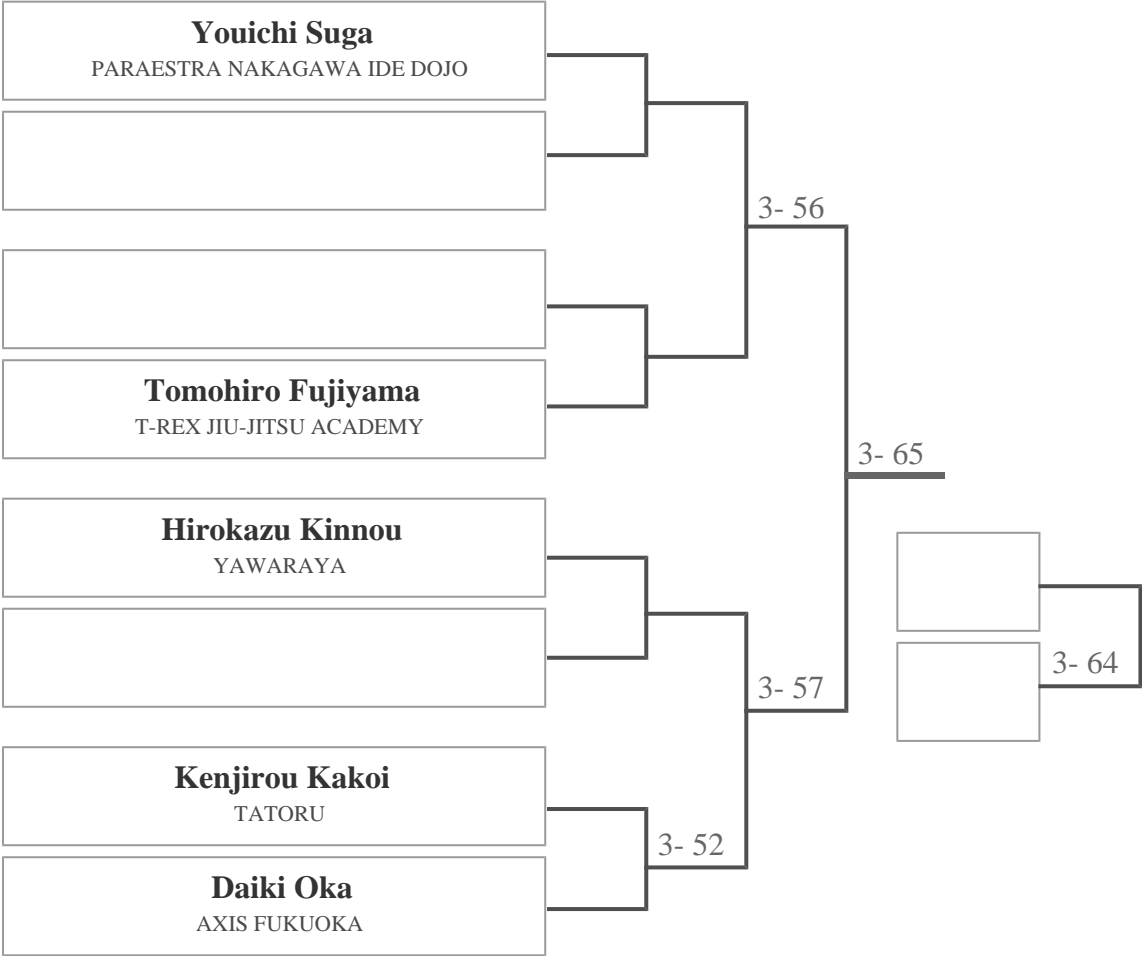 Youichi Suga
PARAESTRA NAKAGAWA IDE DOJO
3- 56
Tomohiro Fujiyama
T-REX JIU-JITSU ACADEMY
3- 65
Hirokazu Kinnou
YAWARAYA
3- 64
3- 57
Kenjirou Kakoi
TATORU
3- 52
Daiki Oka
AXIS FUKUOKA